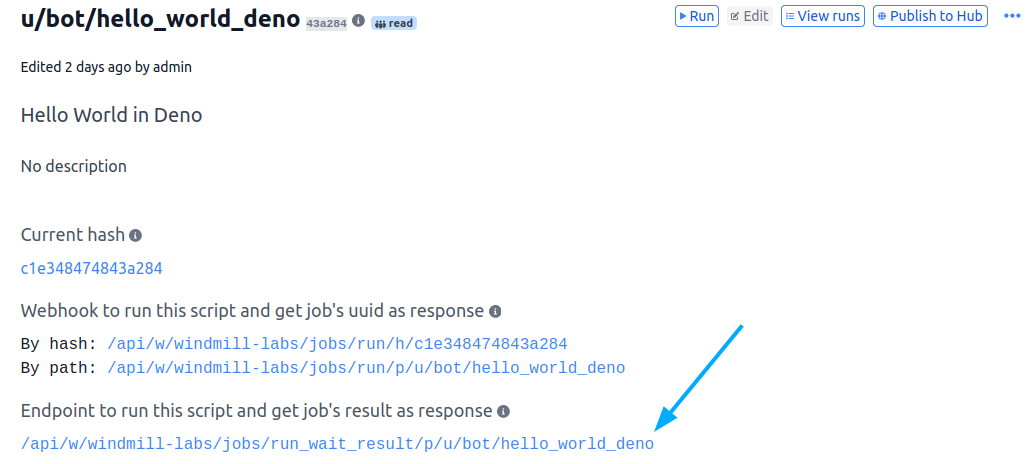 u/bot/hello_world_deno 43a284 read Run Edit View runs Publish to Hub
Edited 2 days ago by admin
Hello World in Deno
No description
Current hash
c1e348474843a284
Webhook to run this script and get job's uuid as response
By hash: /api/w/windmill-labs/jobs/run/h/c1e348474843a284
By path: /api/w/windmill-labs/jobs/run/p/u/bot/hello_world_deno
Endpoint to run this script and get job's result as response
/api/w/windmill-labs/jobs/run_wait_result/p/u/bot/hello_world_deno